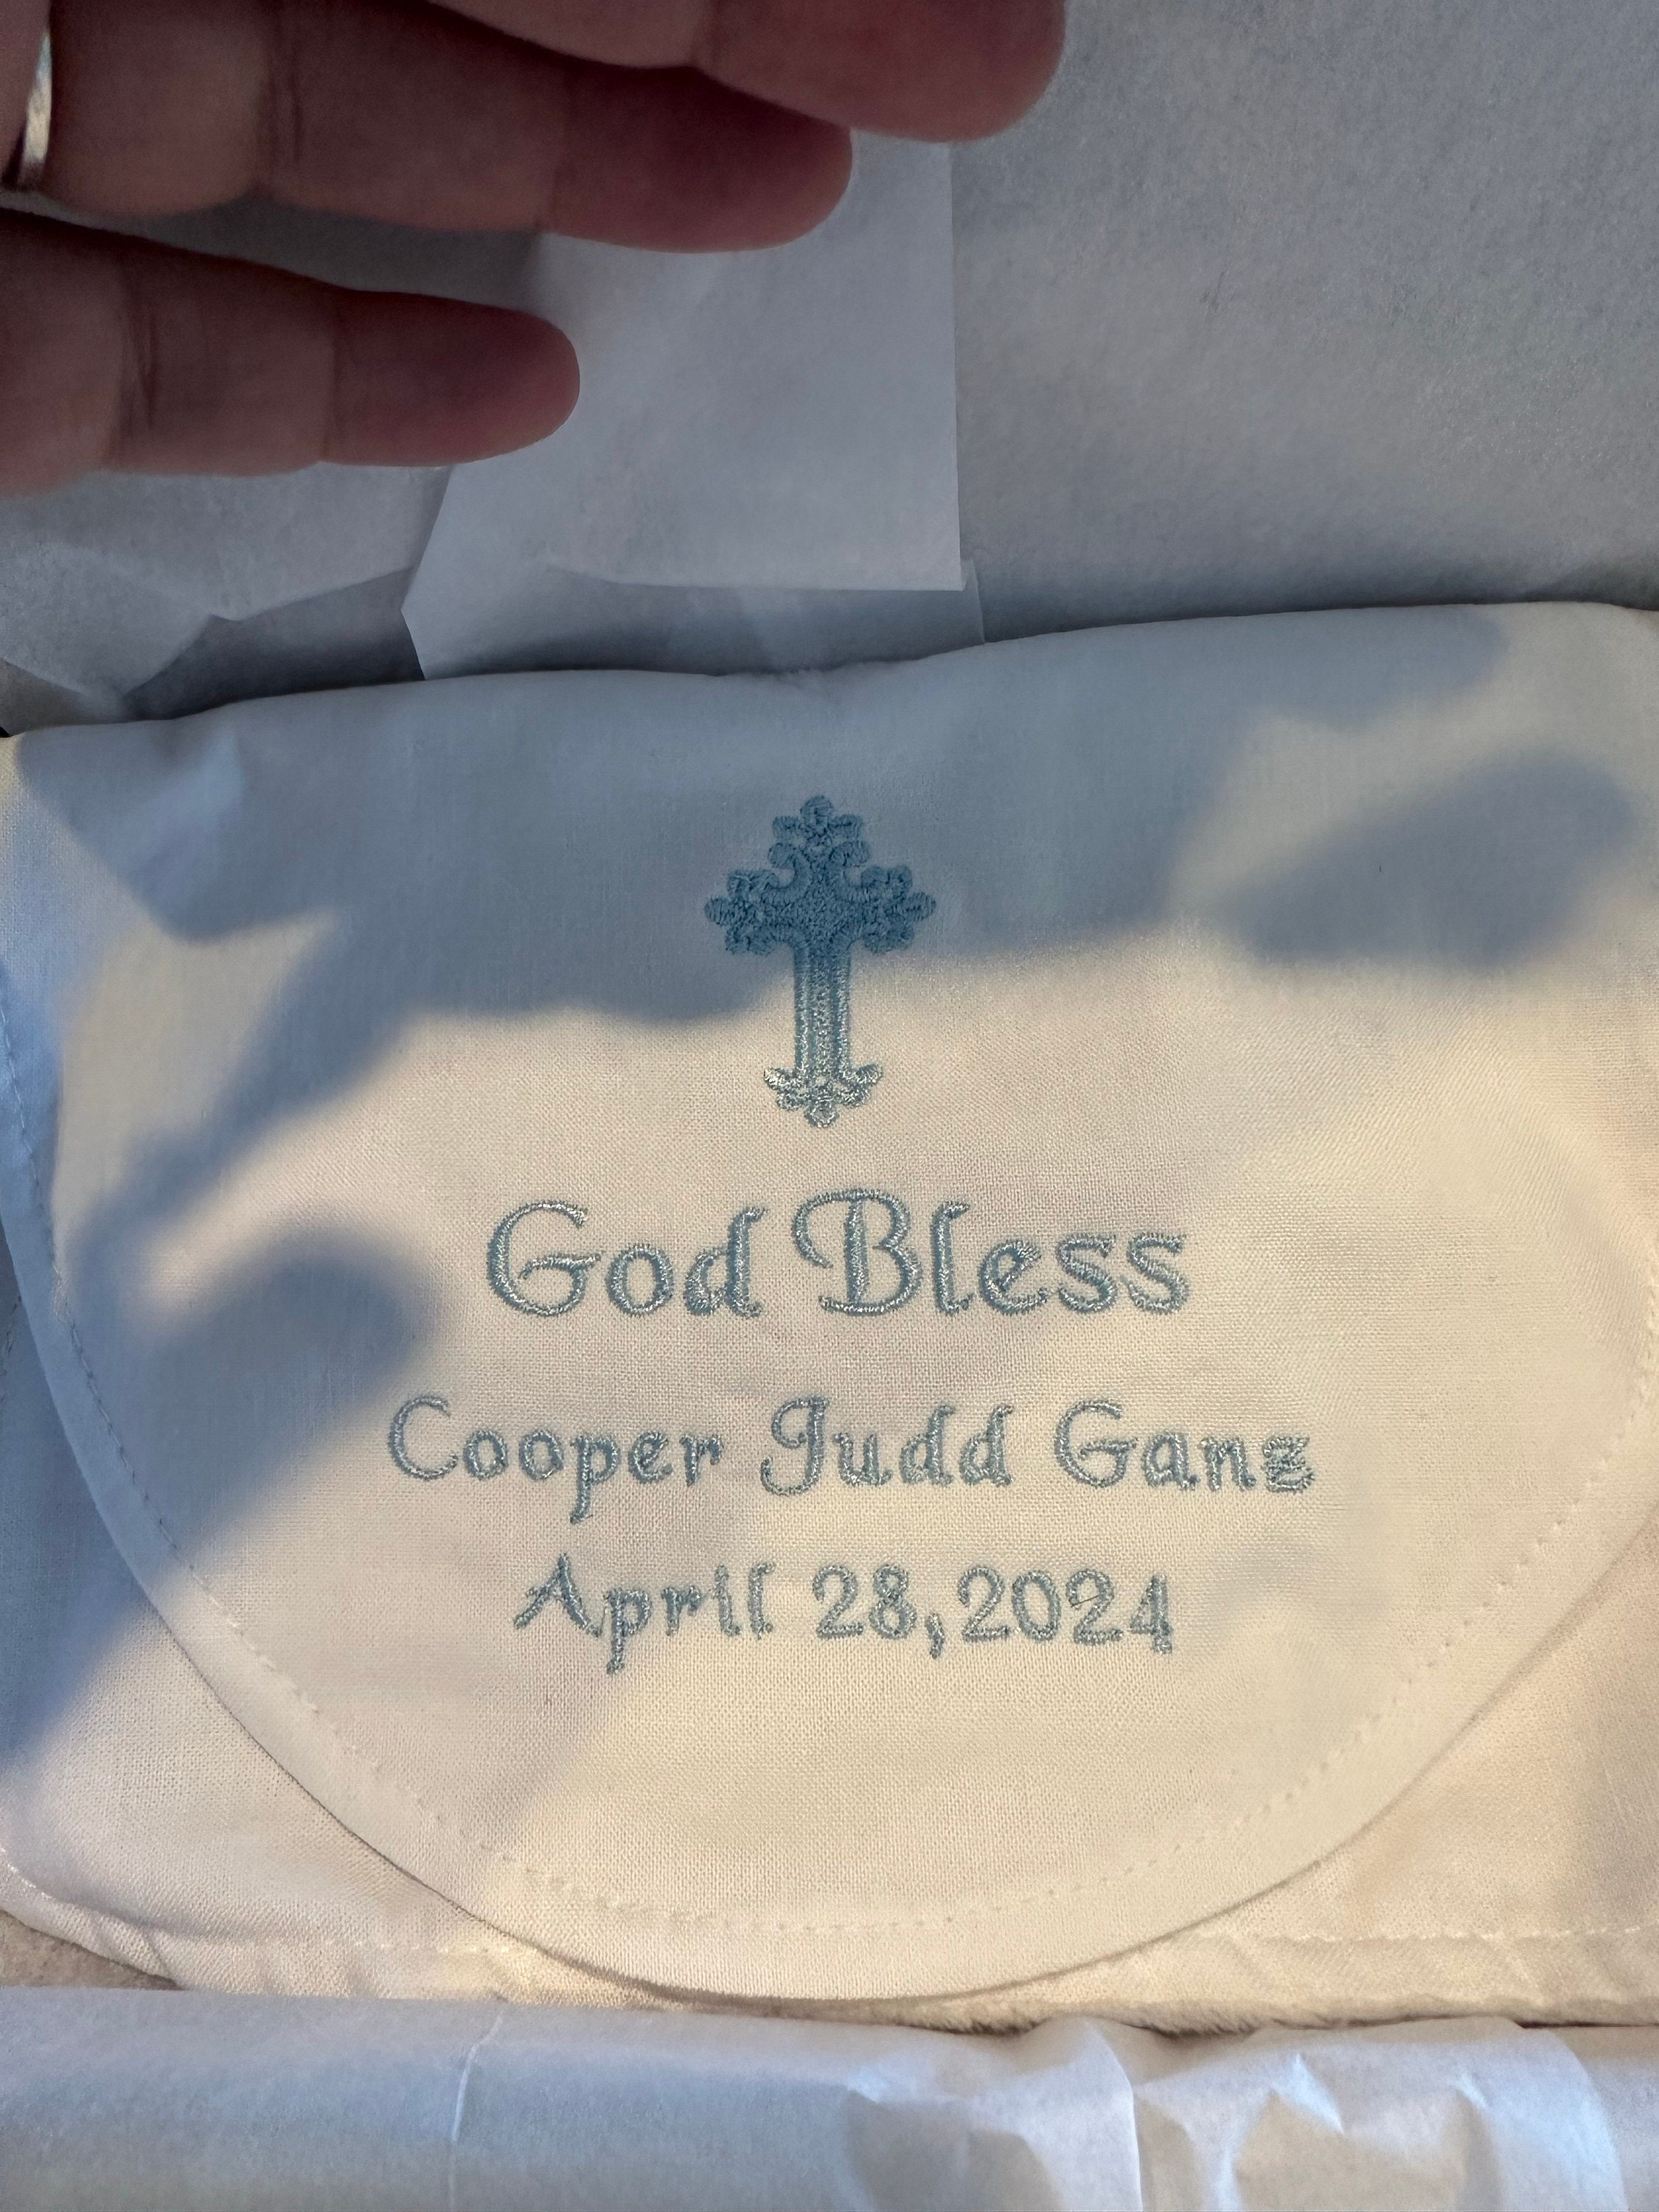 God Bless
Cooper Judd Ganz
April 28,2024